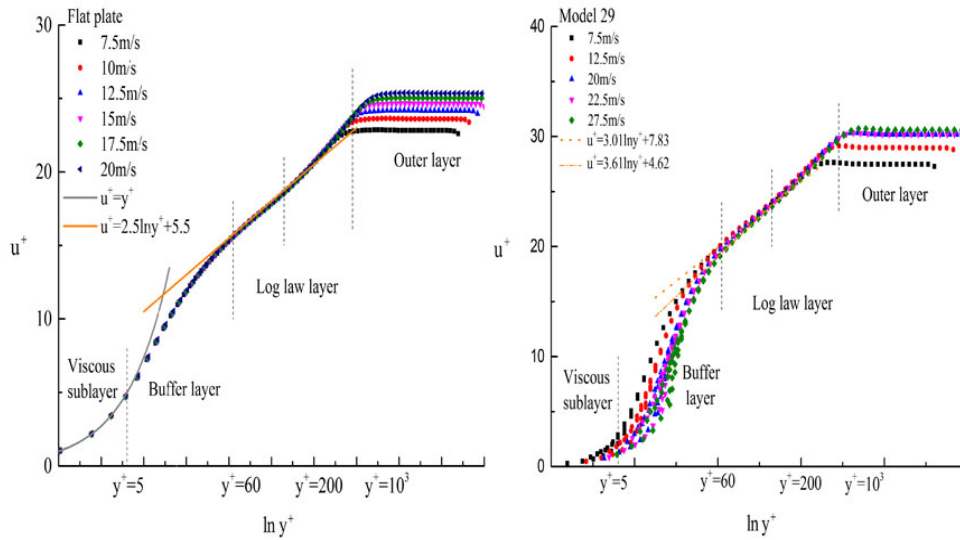 Flat plate
7.5m/s
10m/s
12.5m/s
15m/s
17.5m/s
20m/s
u⁺=y⁺
u⁺=2.5lny⁺+5.5
30
20
10
0
u⁺
Outer layer
Log law layer
Viscous
sublayer
Buffer layer
y⁺=5
y⁺=60
y⁺=200
y⁺=10³
ln y⁺
Model 29
7.5m/s
12.5m/s
20m/s
22.5m/s
27.5m/s
u⁺=3.01lny⁺+7.83
u⁺=3.61lny⁺+4.62
40
30
20
10
0
u⁺
Outer layer
Log law layer
Viscous
sublayer
Buffer
layer
y⁺=5
y⁺=60
y⁺=200
y⁺=10³
ln y⁺